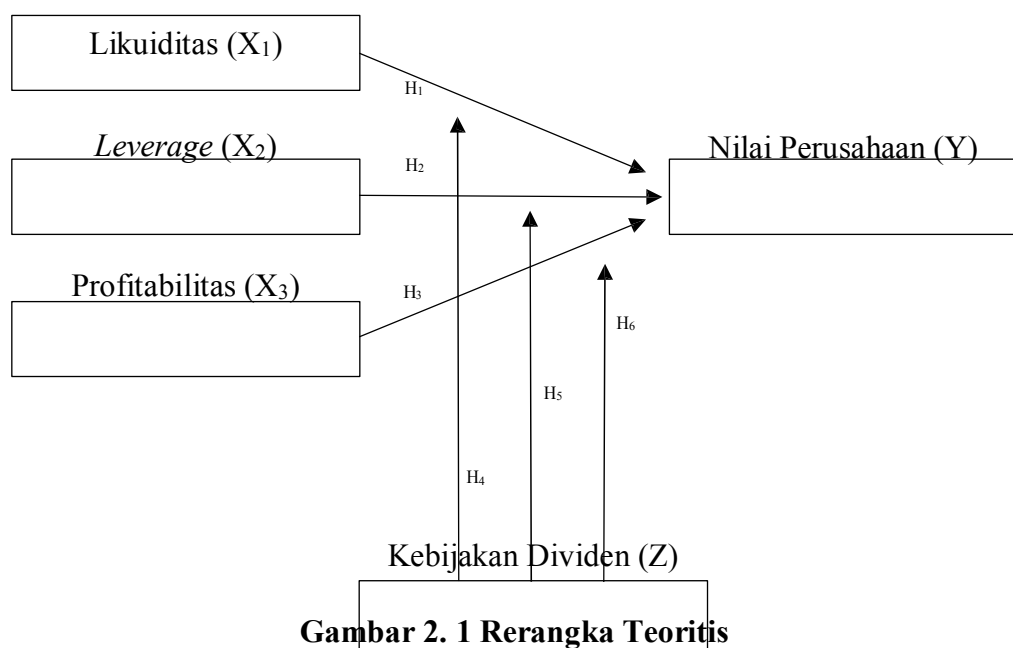 Likuiditas (X₁)
H₁
Leverage (X₂)
H₂
Nilai Perusahaan (Y)
Profitabilitas (X₃)
H₃
H₆
H₅
H₄
Kebijakan Dividen (Z)
Gambar 2. 1 Rerangka Teoritis